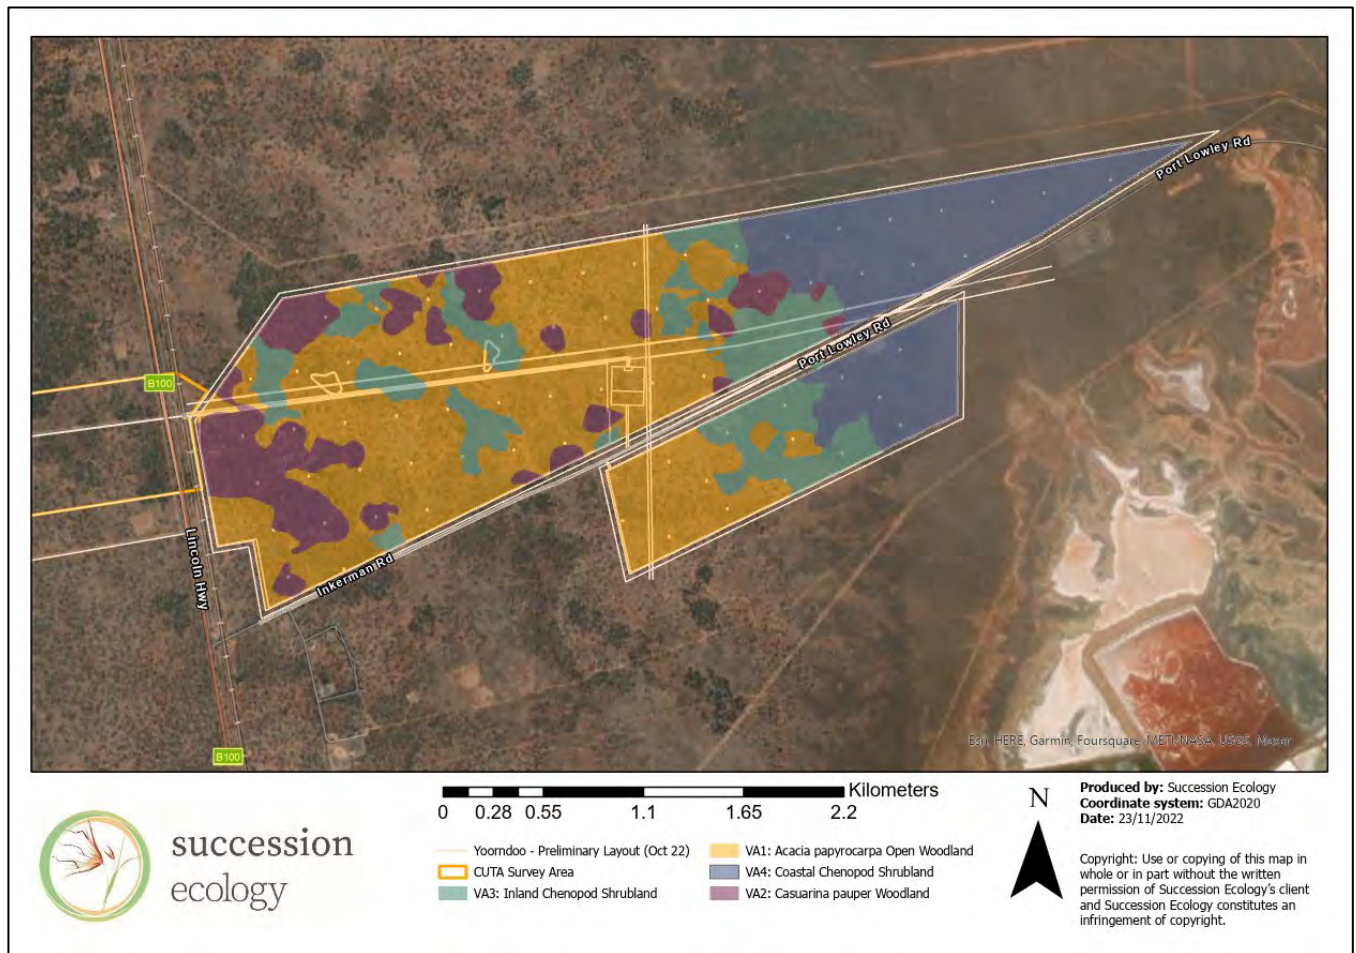 Port Lowley Rd
B100
Port Lowley Rd
Lincoln Hwy
Inkerman Rd
B100
Esri, HERE, Garmin, Foursquare, METI/NASA, USGS, Maxar
Kilometers
0 0.28 0.55 1.1 1.65 2.2
succession
ecology
Yoorndoo - Preliminary Layout (Oct 22)
CUTA Survey Area
VA3: Inland Chenopod Shrubland
VA1: Acacia papyrocarpa Open Woodland
VA4: Coastal Chenopod Shrubland
VA2: Casuarina pauper Woodland
N
Produced by: Succession Ecology
Coordinate system: GDA2020
Date: 23/11/2022
Copyright: Use or copying of this map in
whole or in part without the written
permission of Succession Ecology's client
and Succession Ecology constitutes an
infringement of copyright.